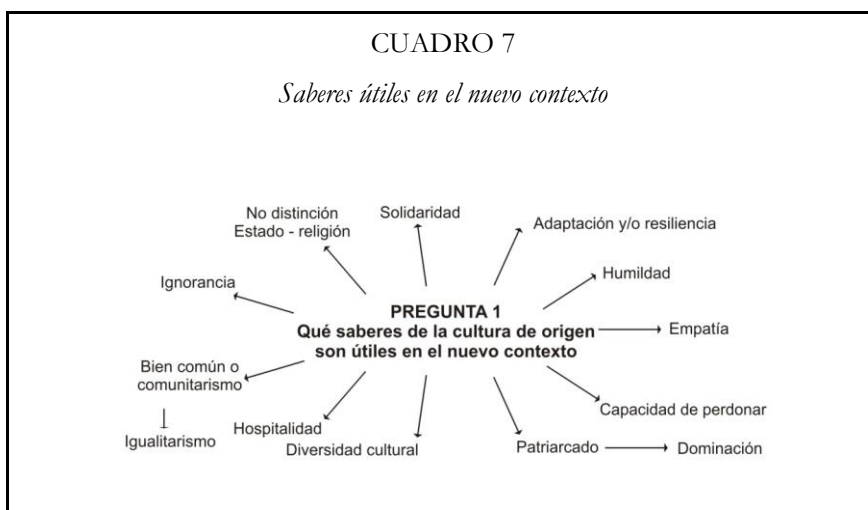 CUADRO 7
Saberes útiles en el nuevo contexto
No distinción
Estado - religión
Solidaridad
Adaptación y/o resiliencia
Ignorancia
Humildad
PREGUNTA 1
Qué saberes de la cultura de origen
son útiles en el nuevo contexto
Empatía
Bien común o
comunitarismo
Igualitarismo
Hospitalidad
Diversidad cultural
Capacidad de perdonar
Patriarcado
Dominación